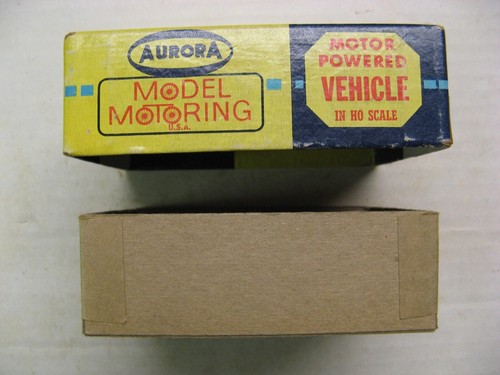 AURORA
MODEL
MOTORING
U.S.A.
MOTOR
POWERED
VEHICLE
IN HO SCALE